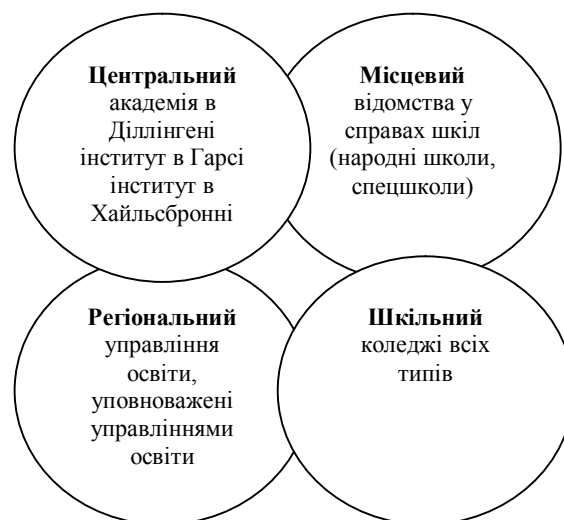 Центральний
академія в
Діллінгені
інститут в Гарсі
інститут в
Хайльсбронні
Місцевий
відомства у
справах шкіл
(народні школи,
спецшколи)
Регіональний
управління
освіти,
уповноважені
управліннями
освіти
Шкільний
коледжі всіх
типів